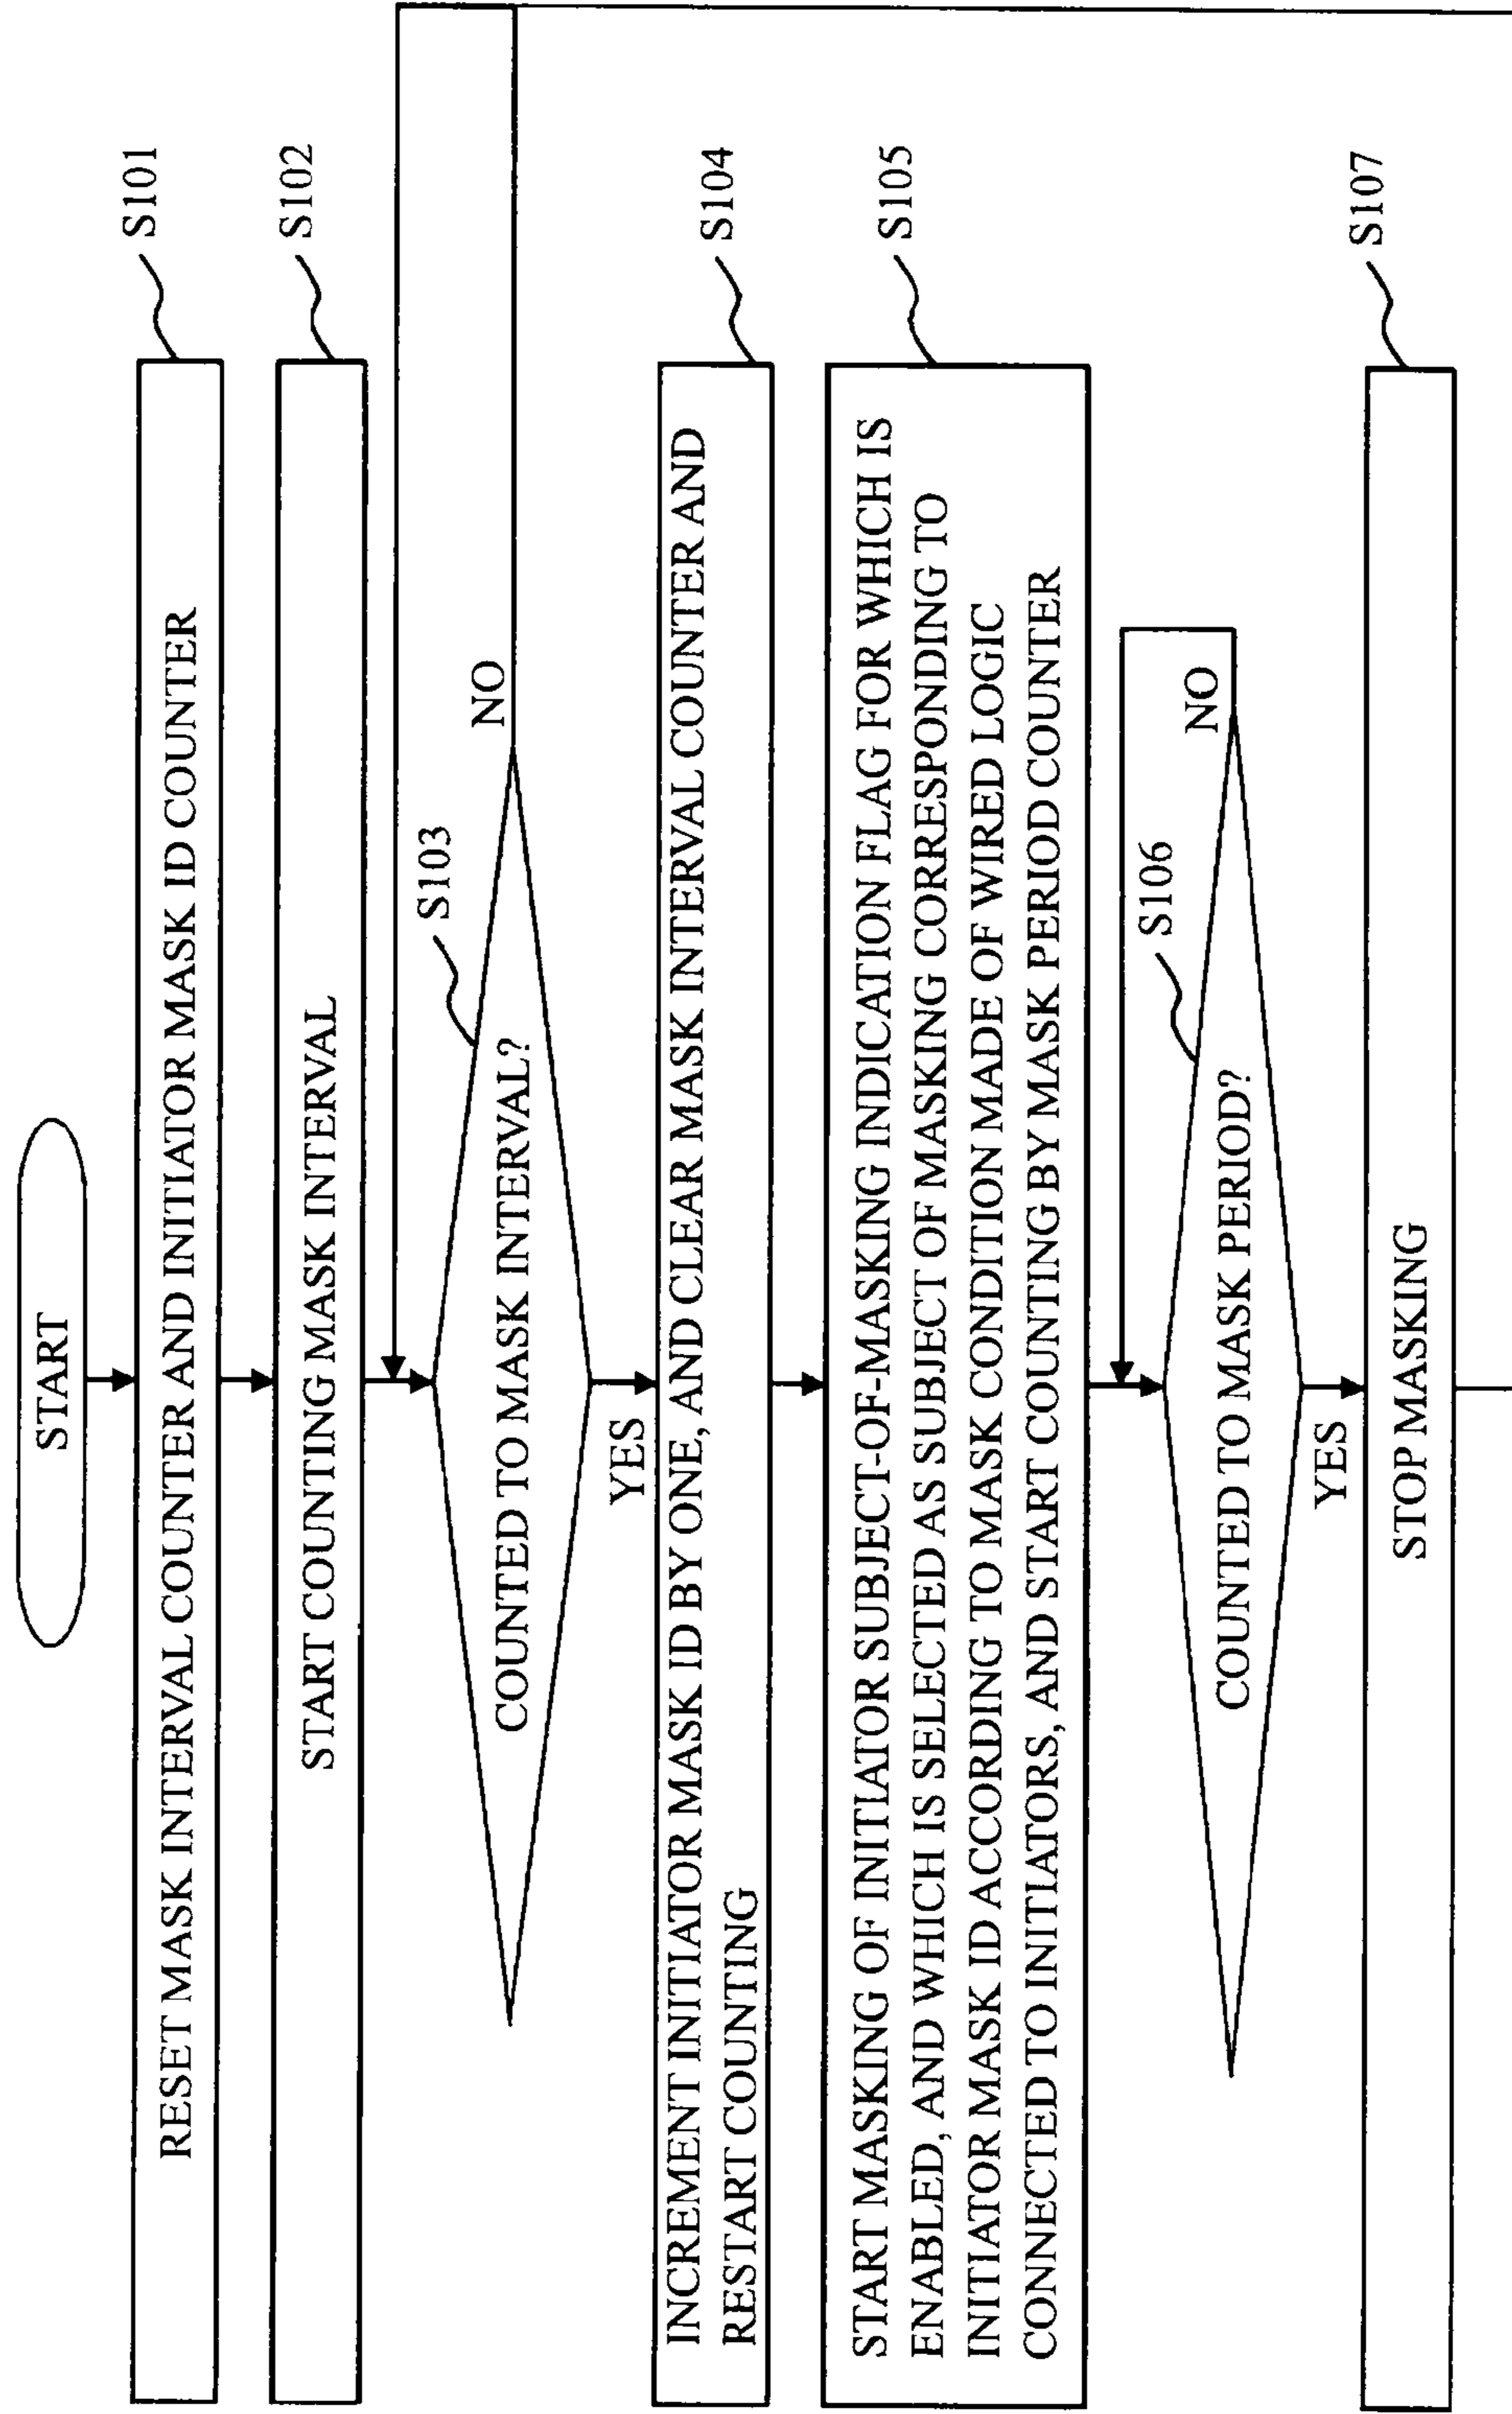 START
RESET MASK INTERVAL COUNTER AND INITIATOR MASK ID COUNTER
S101
START COUNTING MASK INTERVAL
S102
COUNTED TO MASK INTERVAL?
S103
NO
YES
INCREMENT INITIATOR MASK ID BY ONE, AND CLEAR MASK INTERVAL COUNTER AND
RESTART COUNTING
S104
START MASKING OF INITIATOR SUBJECT-OF-MASKING INDICATION FLAG FOR WHICH IS
ENABLED, AND WHICH IS SELECTED AS SUBJECT OF MASKING CORRESPONDING TO
INITIATOR MASK ID ACCORDING TO MASK CONDITION MADE OF WIRED LOGIC
CONNECTED TO INITIATORS, AND START COUNTING BY MASK PERIOD COUNTER
S105
COUNTED TO MASK PERIOD?
S106
NO
YES
STOP MASKING
S107